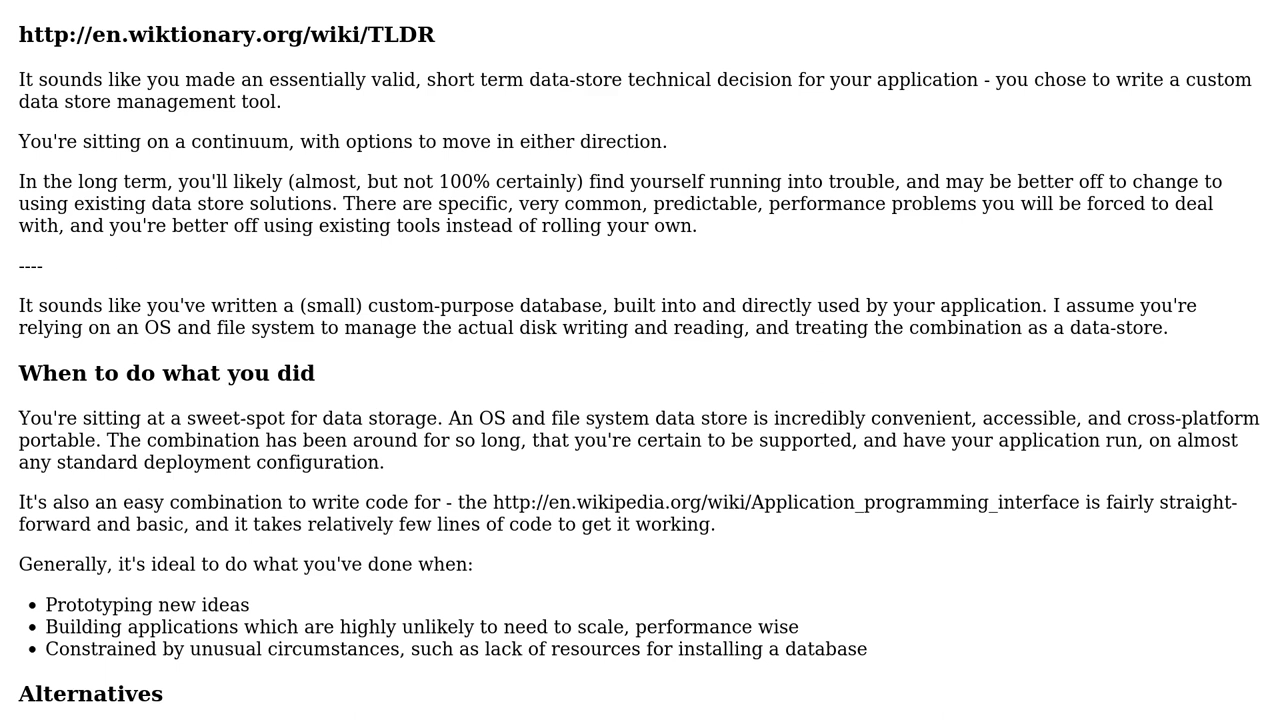 http://en.wiktionary.org/wiki/TLDR
It sounds like you made an essentially valid, short term data-store technical decision for your application - you chose to write a custom
data store management tool.
You're sitting on a continuum, with options to move in either direction.
In the long term, you'll likely (almost, but not 100% certainly) find yourself running into trouble, and may be better off to change to
using existing data store solutions. There are specific, very common, predictable, performance problems you will be forced to deal
with, and you're better off using existing tools instead of rolling your own.
----
It sounds like you've written a (small) custom-purpose database, built into and directly used by your application. I assume you're
relying on an OS and file system to manage the actual disk writing and reading, and treating the combination as a data-store.
When to do what you did
You're sitting at a sweet-spot for data storage. An OS and file system data store is incredibly convenient, accessible, and cross-platform
portable. The combination has been around for so long, that you're certain to be supported, and have your application run, on almost
any standard deployment configuration.
It's also an easy combination to write code for - the http://en.wikipedia.org/wiki/Application_programming_interface is fairly straight-
forward and basic, and it takes relatively few lines of code to get it working.
Generally, it's ideal to do what you've done when:
• Prototyping new ideas
• Building applications which are highly unlikely to need to scale, performance wise
• Constrained by unusual circumstances, such as lack of resources for installing a database
Alternatives